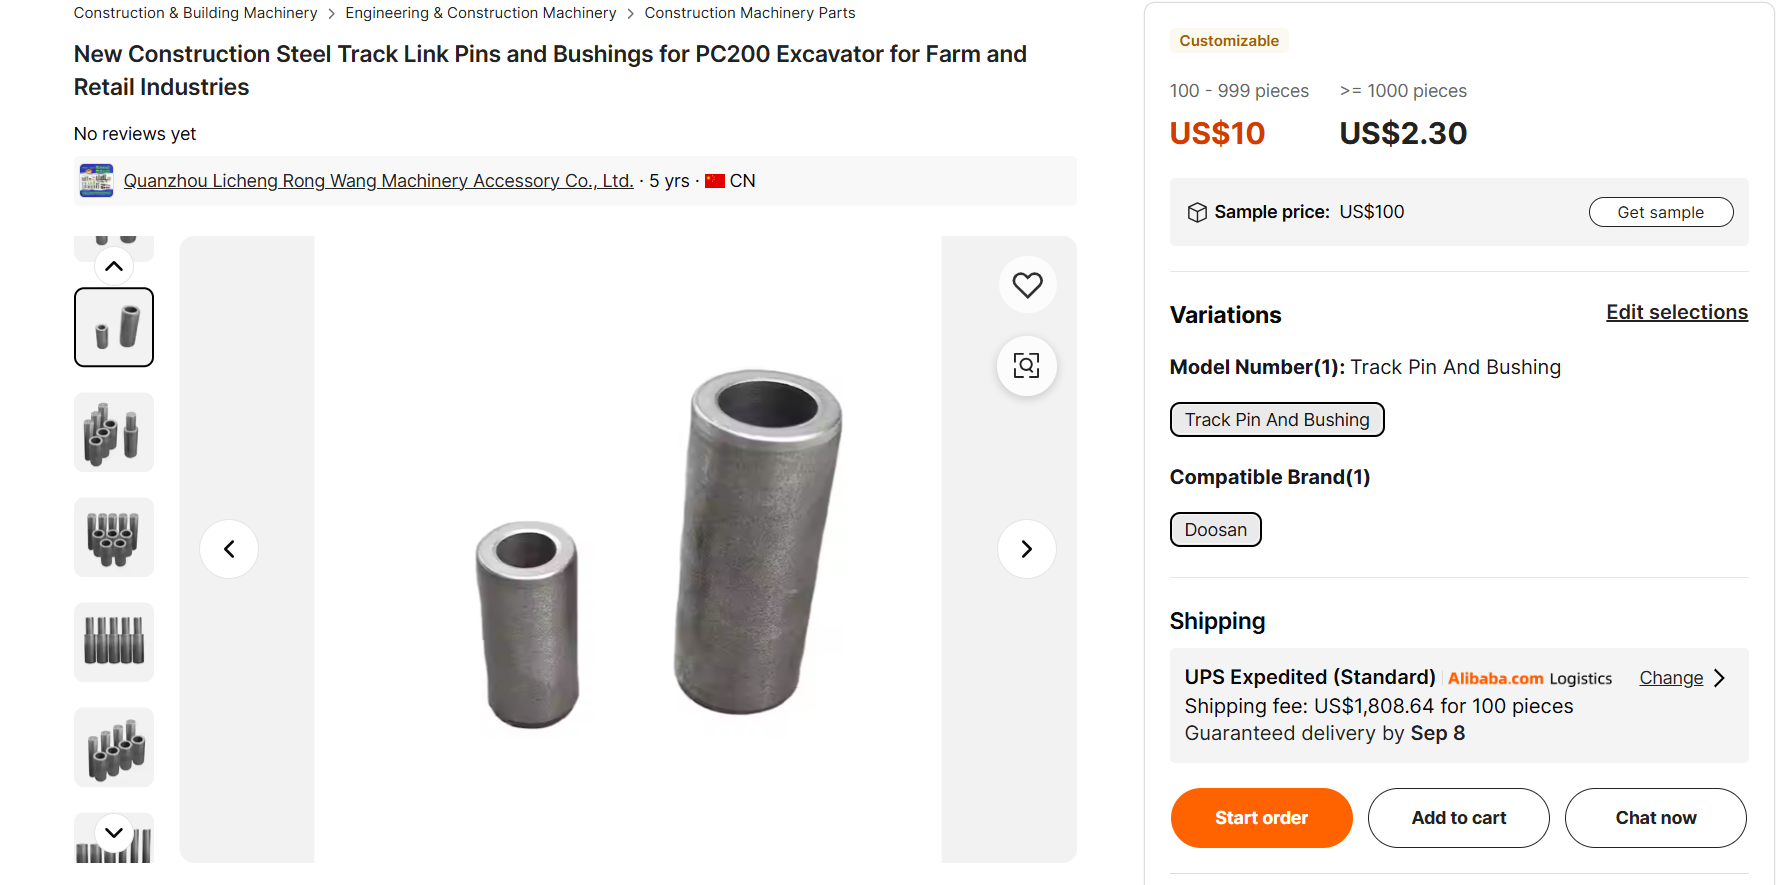 Construction & Building Machinery > Engineering & Construction Machinery > Construction Machinery Parts
New Construction Steel Track Link Pins and Bushings for PC200 Excavator for Farm and
Retail Industries
No reviews yet
Quanzhou Licheng Rong Wang Machinery Accessory Co., Ltd. · 5 yrs · CN
Customizable
100 - 999 pieces >= 1000 pieces
US$10 US$2.30
Sample price: US$100 Get sample
Variations Edit selections
Model Number(1): Track Pin And Bushing
Track Pin And Bushing
Compatible Brand(1)
Doosan
Shipping
UPS Expedited (Standard) Alibaba.com Logistics Change >
Shipping fee: US$1,808.64 for 100 pieces
Guaranteed delivery by Sep 8
Start order Add to cart Chat now